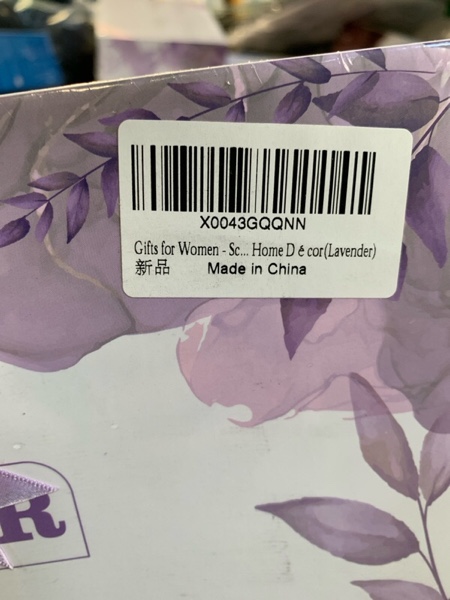 X0043GQQNN
Gifts for Women - Sc... Home D é cor(Lavender)
新品 Made in China
R